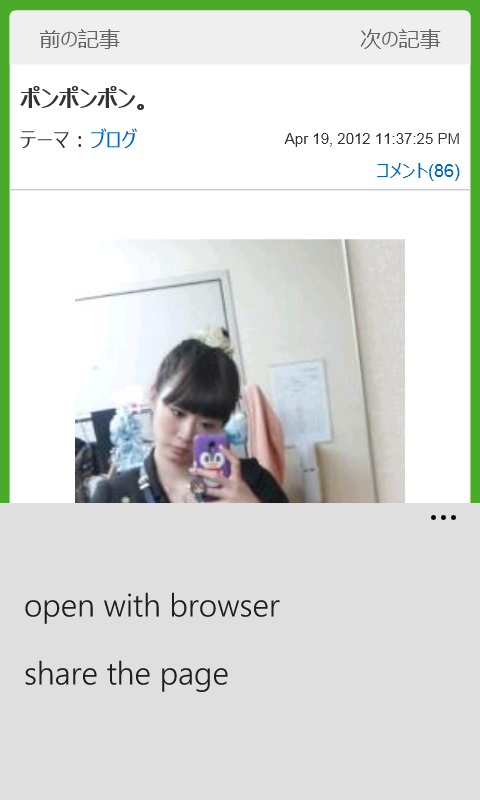 前の記事 次の記事
ポンポンポン。
テーマ：ブログ Apr 19, 2012 11:37:25 PM
コメント(86)
open with browser
share the page